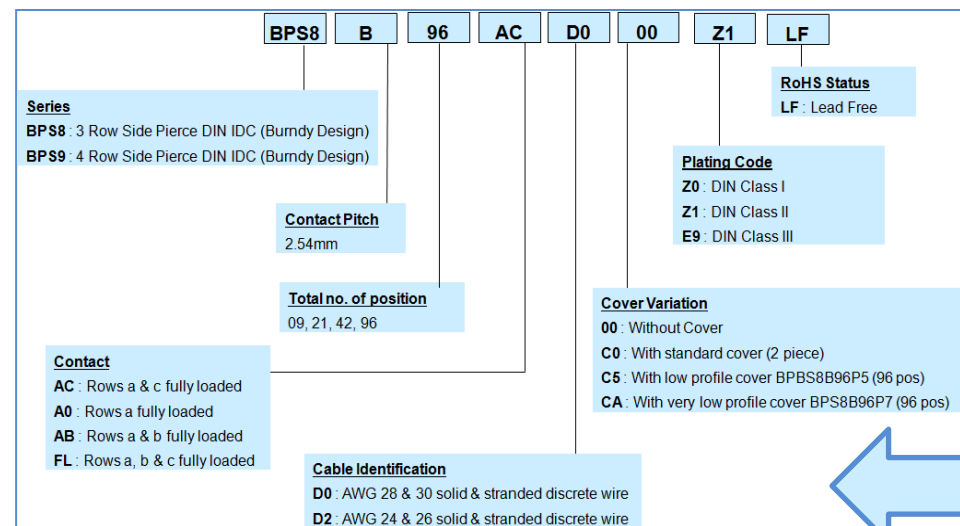 BPS8 B 96 AC D0 00 Z1 LF
RoHS Status
LF : Lead Free
Series
BPS8 : 3 Row Side Pierce DIN IDC (Burndy Design)
BPS9 : 4 Row Side Pierce DIN IDC (Burndy Design)
Plating Code
Z0 : DIN Class I
Z1 : DIN Class II
E9 : DIN Class III
Contact Pitch
2.54mm
Total no. of position
09, 21, 42, 96
Cover Variation
00 : Without Cover
C0 : With standard cover (2 piece)
C5 : With low profile cover BPBS8B96P5 (96 pos)
CA : With very low profile cover BPS8B96P7 (96 pos)
Contact
AC : Rows a & c fully loaded
A0 : Rows a fully loaded
AB : Rows a & b fully loaded
FL : Rows a, b & c fully loaded
Cable Identification
D0 : AWG 28 & 30 solid & stranded discrete wire
D2 : AWG 24 & 26 solid & stranded discrete wire